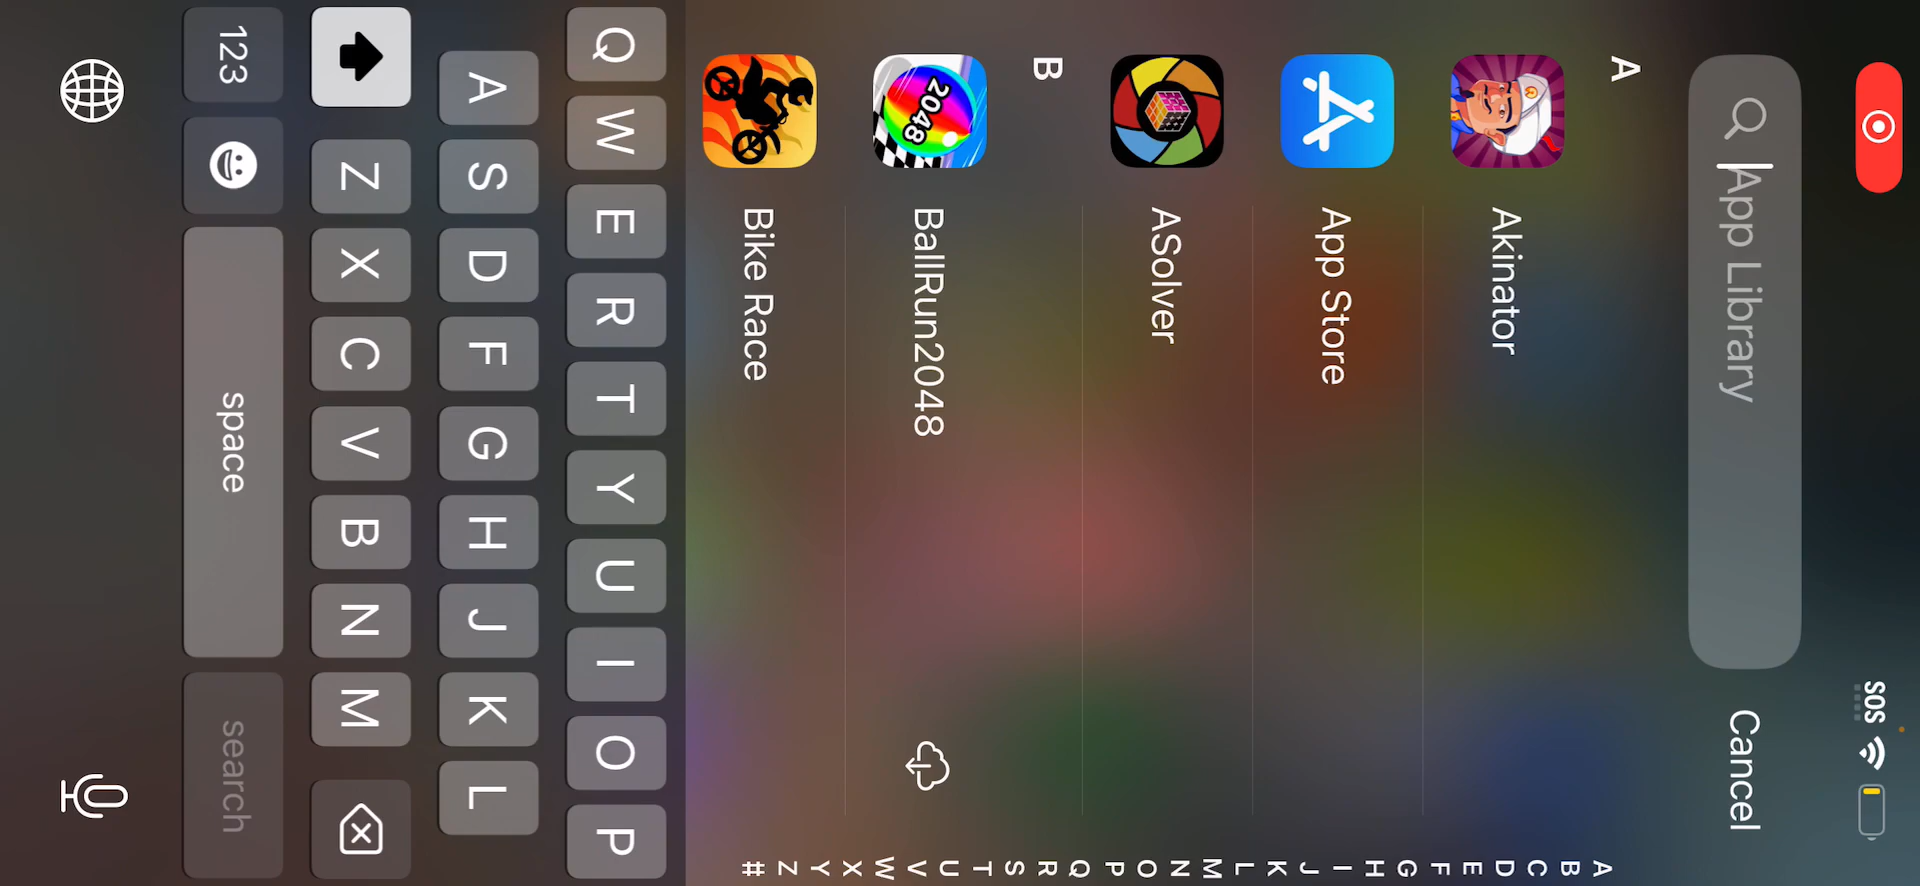 SOS
App Library
Cancel
A
Akinator
App Store
ASolver
B
2048
BallRun2048
Bike Race
A
B
C
D
E
F
G
H
I
J
K
L
M
N
O
P
Q
R
S
T
U
V
W
X
Y
Z
#
Q W E R T Y U I O P
A S D F G H J K L
Z X C V B N M
123 space search